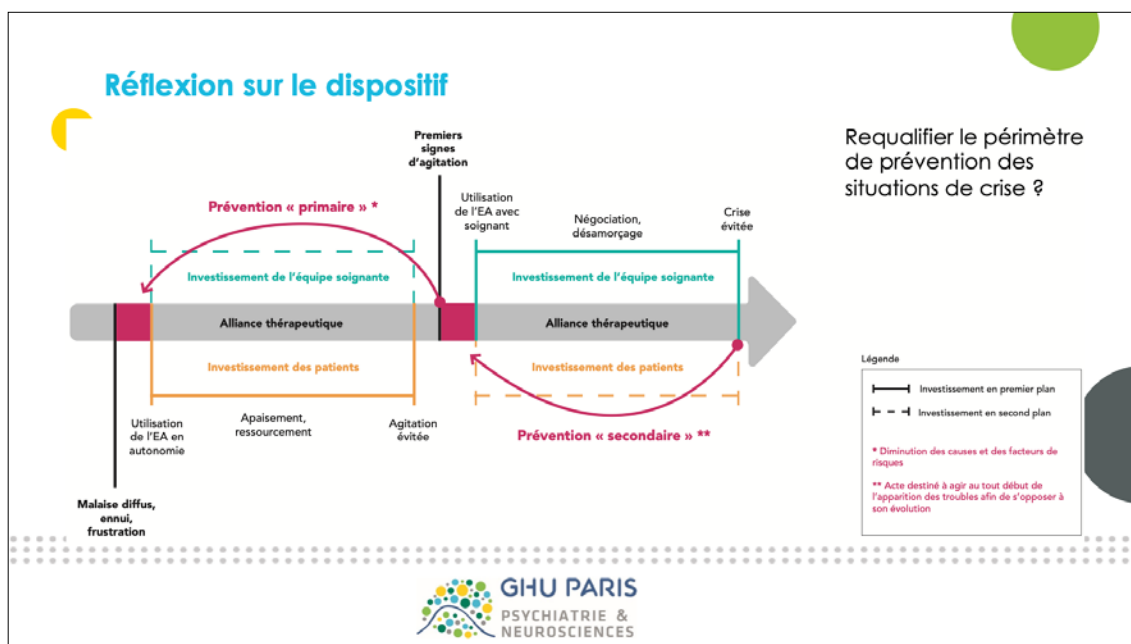 Réflexion sur le dispositif
Requalifier le périmètre
de prévention des
situations de crise ?
Premiers
signes
d'agitation
Prévention « primaire » *
Utilisation
de l'EA avec
soignant
Négociation,
désamorçage
Crise
évitée
Investissement de l'équipe soignante
Investissement de l'équipe soignante
Alliance thérapeutique
Alliance thérapeutique
Investissement des patients
Investissement des patients
Utilisation
de l'EA en
autonomie
Apaisement,
ressourcement
Agitation
évitée
Prévention « secondaire » **
Malaise diffus,
ennui,
frustration
Légende
Investissement en premier plan
Investissement en second plan
* Diminution des causes et des facteurs de
risques
** Acte destiné à agir au tout début de
l'apparition des troubles afin de s'opposer à
son évolution
GHU PARIS
PSYCHIATRIE &
NEUROSCIENCES